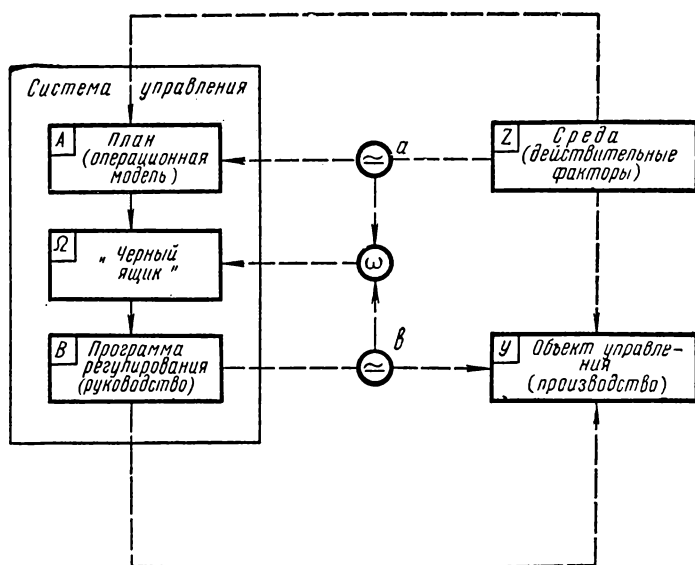 Система управления
A План
(операционная
модель)
≃ a
Z Среда
(действительные
факторы)
Ω „ Черный
ящик ”
ω
B Программа
регулирования
(руководство)
≃ в
У Объект управле-
ния
(производство)